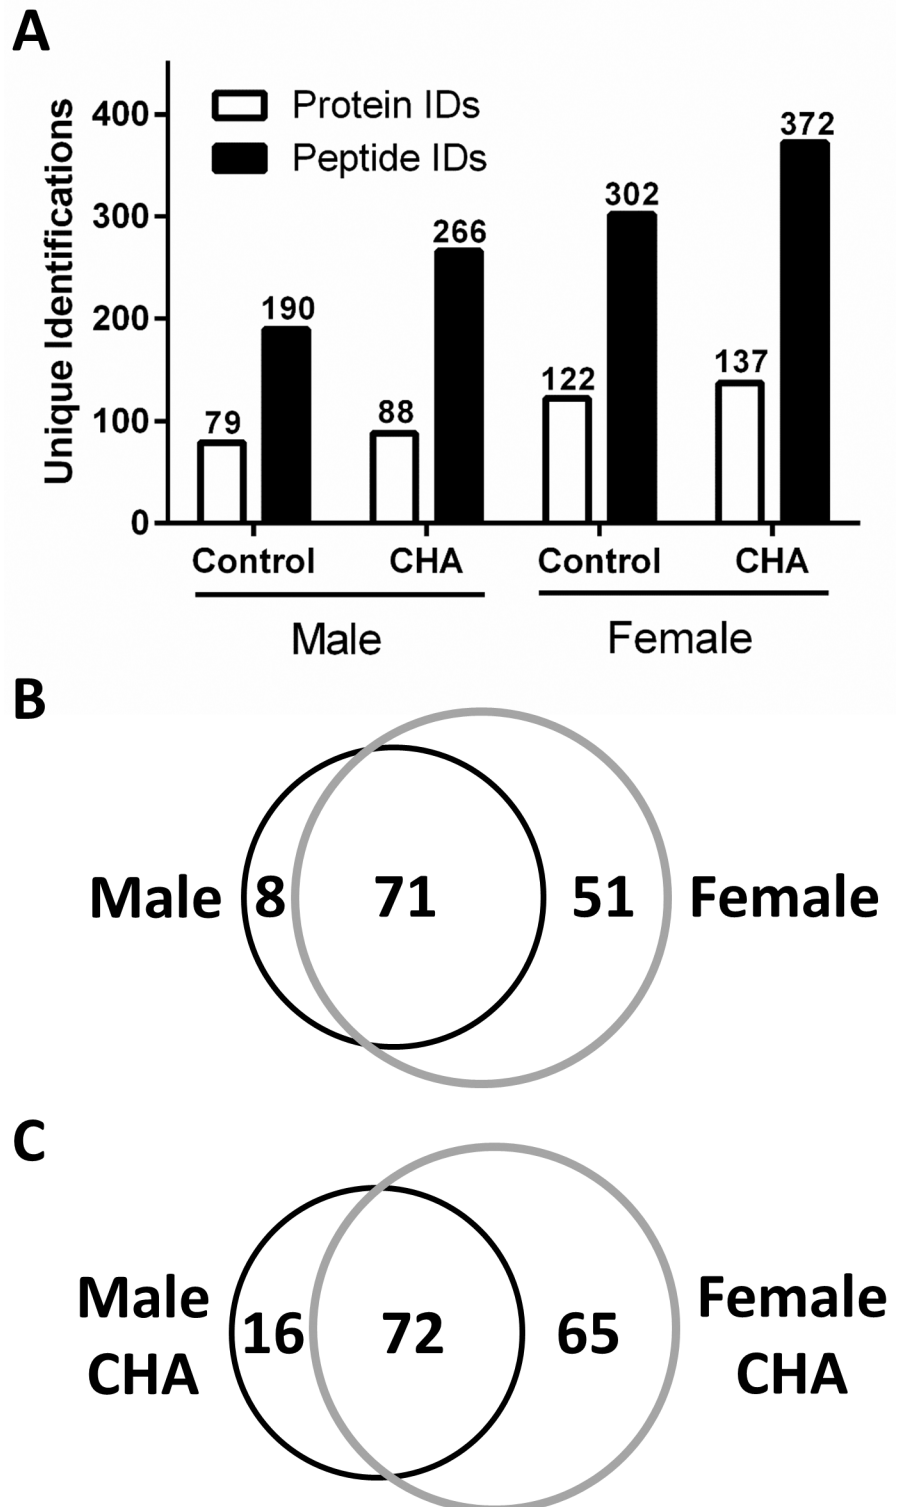 A
Unique Identifications
400
300
200
100
0
Protein IDs
Peptide IDs
79
190
88
266
122
302
137
372
Control
CHA
Control
CHA
Male
Female
B
Male
8
71
51
Female
C
Male
CHA
16
72
65
Female
CHA